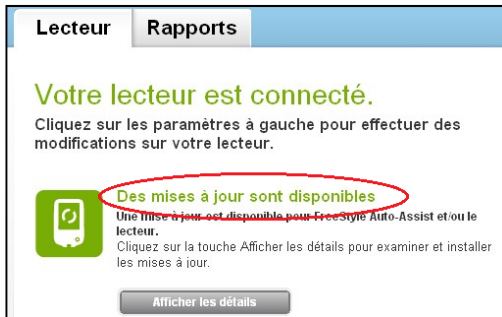 Lecteur Rapports
Votre lecteur est connecté.
Cliquez sur les paramètres à gauche pour effectuer des
modifications sur votre lecteur.
Des mises à jour sont disponibles
Une mise à jour est disponible pour FreeStyle Auto-Assist et/ou le
lecteur.
Cliquez sur la touche Afficher les détails pour examiner et installer
les mises à jour.
Afficher les détails